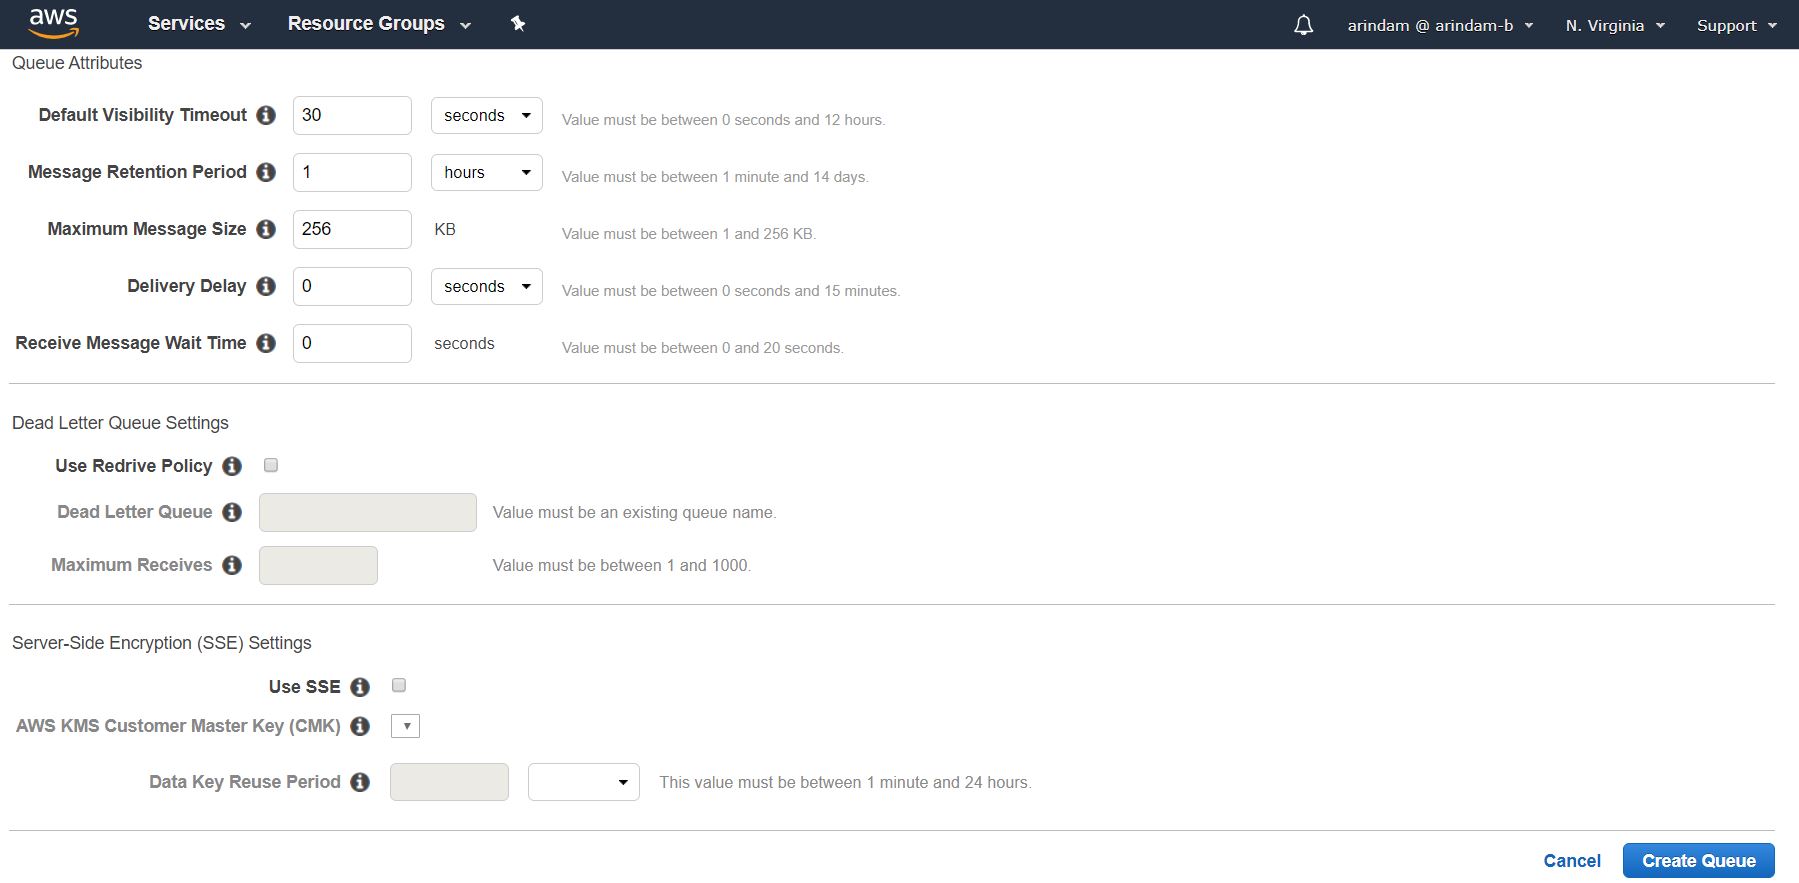 aws Services Resource Groups arindam @ arindam-b N. Virginia Support
Queue Attributes
Default Visibility Timeout 30 seconds Value must be between 0 seconds and 12 hours.
Message Retention Period 1 hours Value must be between 1 minute and 14 days.
Maximum Message Size 256 KB Value must be between 1 and 256 KB.
Delivery Delay 0 seconds Value must be between 0 seconds and 15 minutes.
Receive Message Wait Time 0 seconds Value must be between 0 and 20 seconds.
Dead Letter Queue Settings
Use Redrive Policy
Dead Letter Queue Value must be an existing queue name.
Maximum Receives Value must be between 1 and 1000.
Server-Side Encryption (SSE) Settings
Use SSE
AWS KMS Customer Master Key (CMK)
Data Key Reuse Period This value must be between 1 minute and 24 hours.
Cancel Create Queue